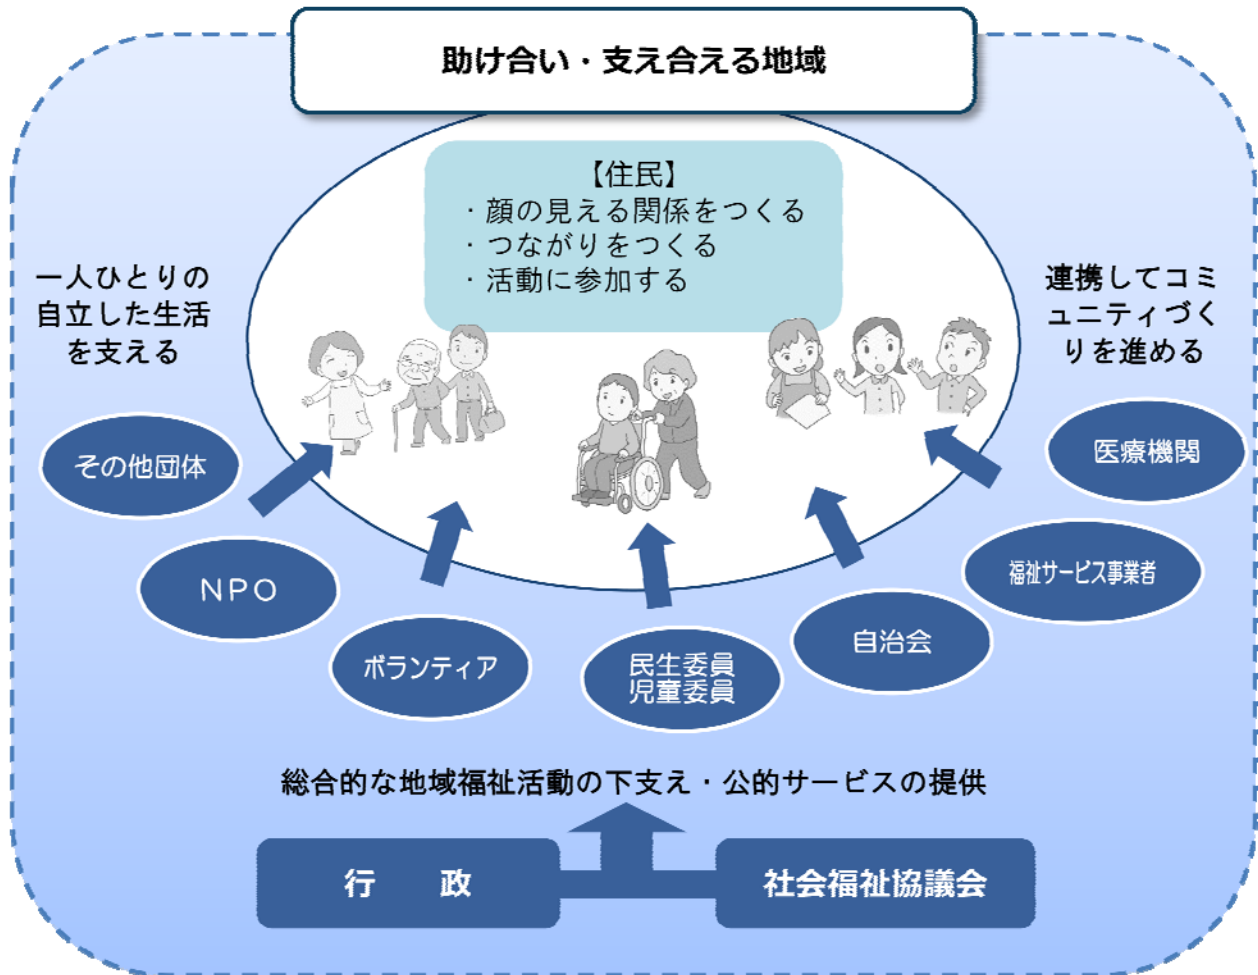 助け合い・支え合える地域
【住民】
・顔の見える関係をつくる
・つながりをつくる
・活動に参加する
一人ひとりの
自立した生活
を支える
連携してコミ
ュニティづく
りを進める
その他団体
NPO
ボランティア
民生委員
児童委員
自治会
福祉サービス事業者
医療機関
総合的な地域福祉活動の下支え・公的サービスの提供
行　政
社会福祉協議会